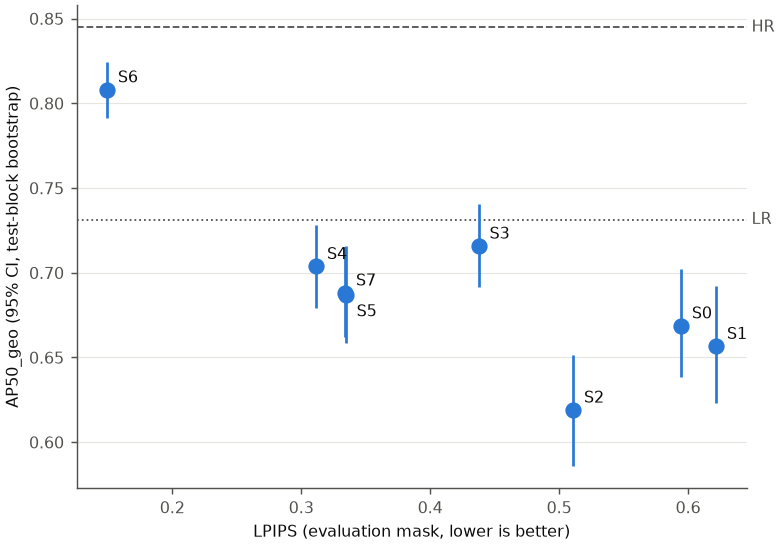 0.85
HR
S6
0.80
0.75
LR
S3
S4
0.70
S7
S5
S0
S1
0.65
S2
0.60
AP50_geo (95% CI, test-block bootstrap)
0.2
0.3
0.4
0.5
0.6
LPIPS (evaluation mask, lower is better)